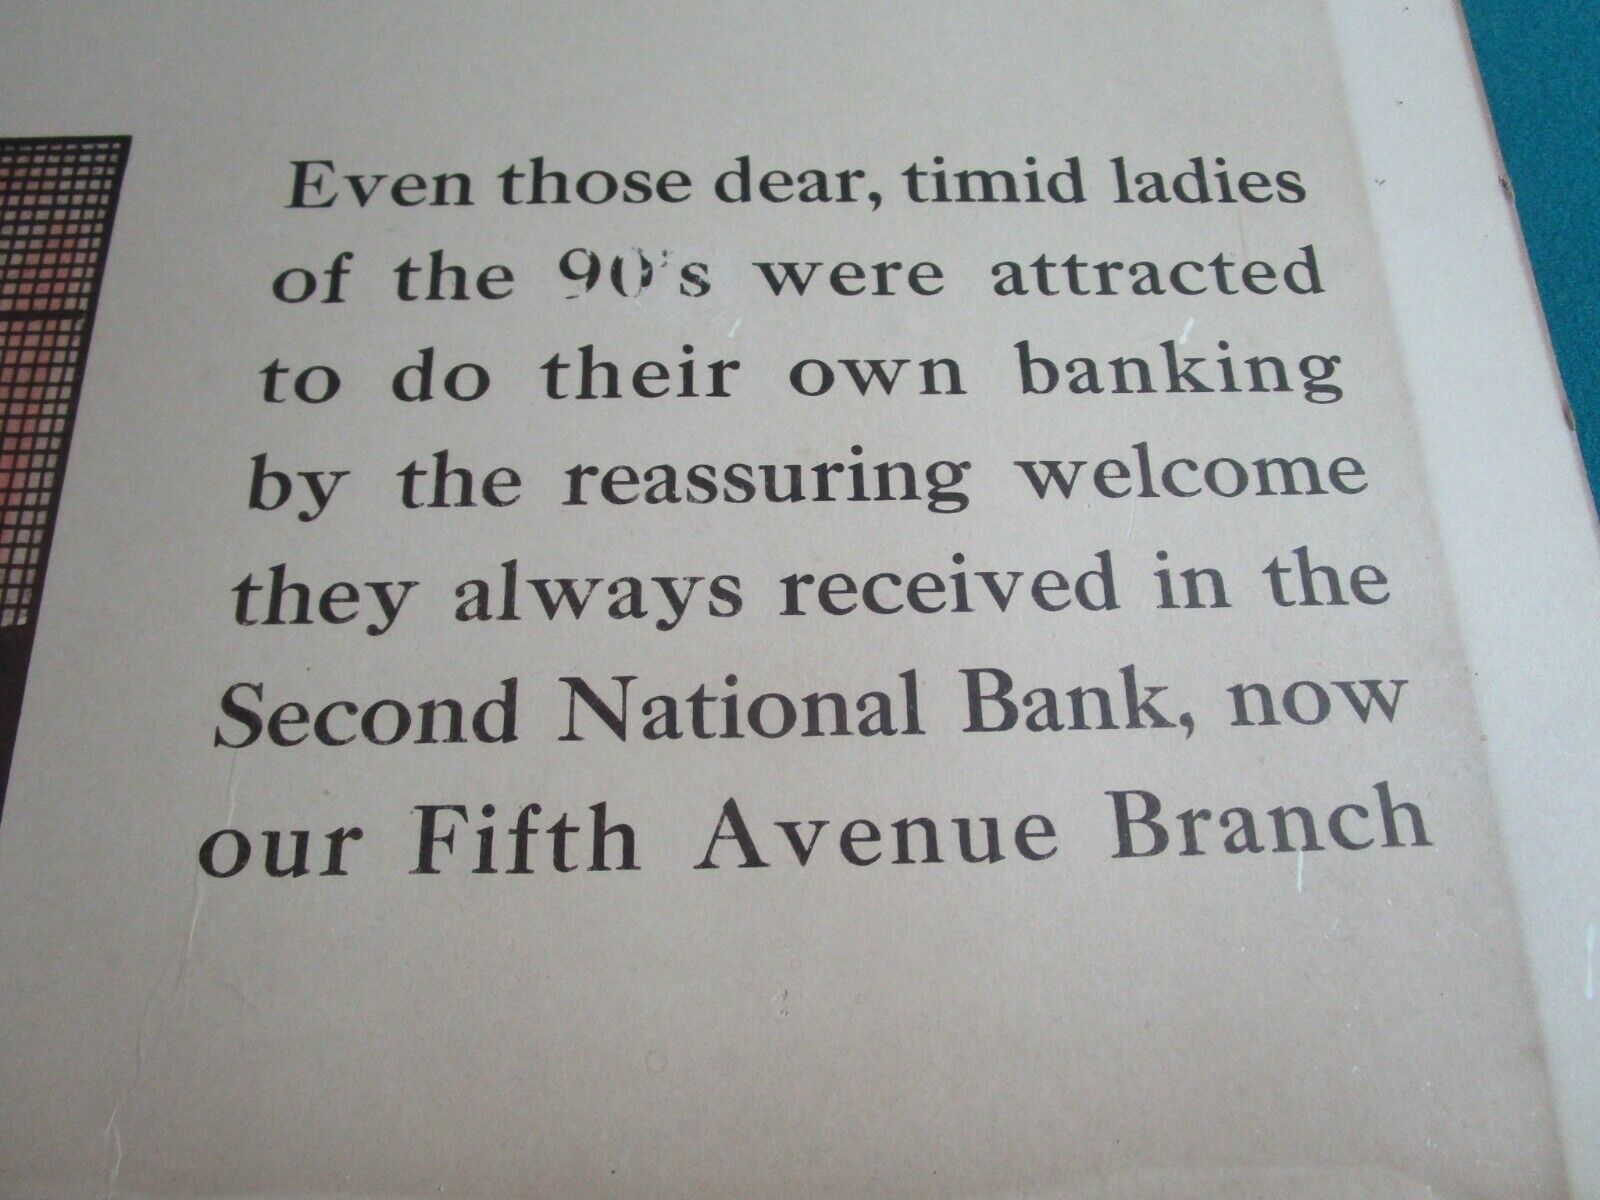 Even those dear, timid ladies
of the 90's were attracted
to do their own banking
by the reassuring welcome
they always received in the
Second National Bank, now
our Fifth Avenue Branch